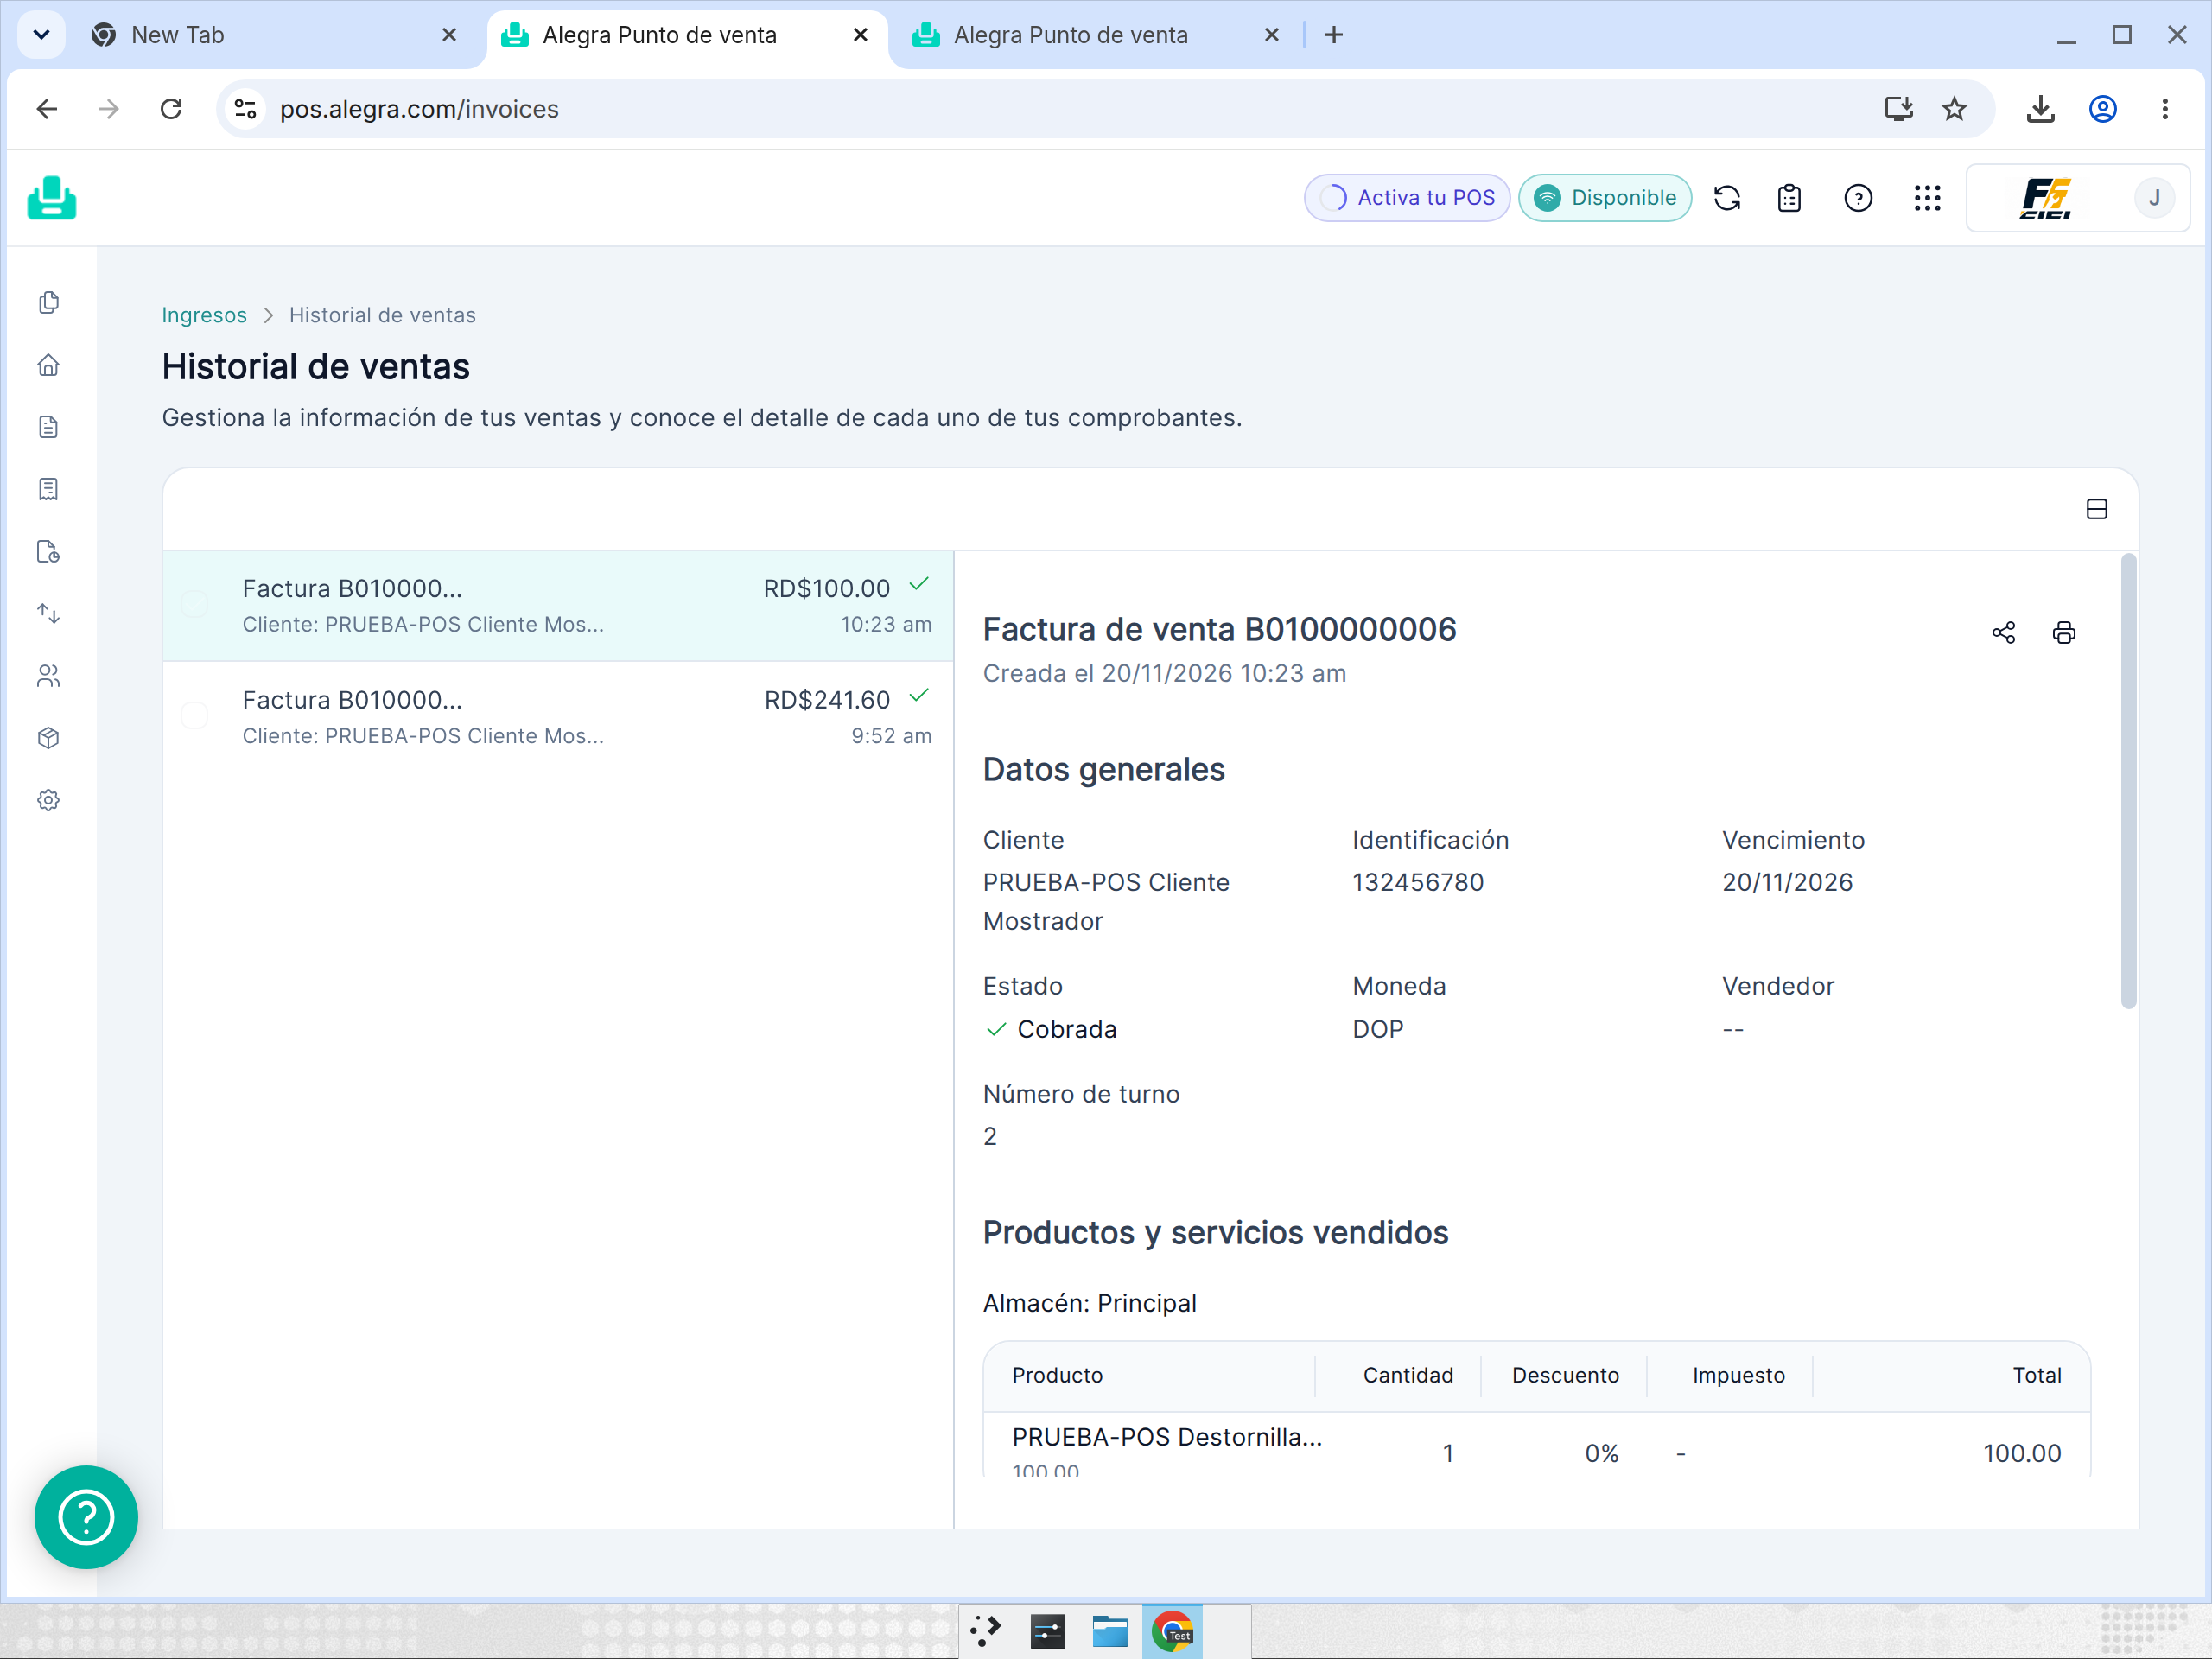 New Tab
Alegra Punto de venta
Alegra Punto de venta
pos.alegra.com/invoices
Activa tu POS
Disponible
J
Ingresos > Historial de ventas
Historial de ventas
Gestiona la información de tus ventas y conoce el detalle de cada uno de tus comprobantes.
Factura B010000... RD$100.00
Cliente: PRUEBA-POS Cliente Mos... 10:23 am
Factura B010000... RD$241.60
Cliente: PRUEBA-POS Cliente Mos... 9:52 am
Factura de venta B0100000006
Creada el 20/11/2026 10:23 am
Datos generales
Cliente Identificación Vencimiento
PRUEBA-POS Cliente Mostrador 132456780 20/11/2026
Estado Moneda Vendedor
Cobrada DOP --
Número de turno
2
Productos y servicios vendidos
Almacén: Principal
Producto Cantidad Descuento Impuesto Total
PRUEBA-POS Destornilla... 1 0% - 100.00
100.00
Test